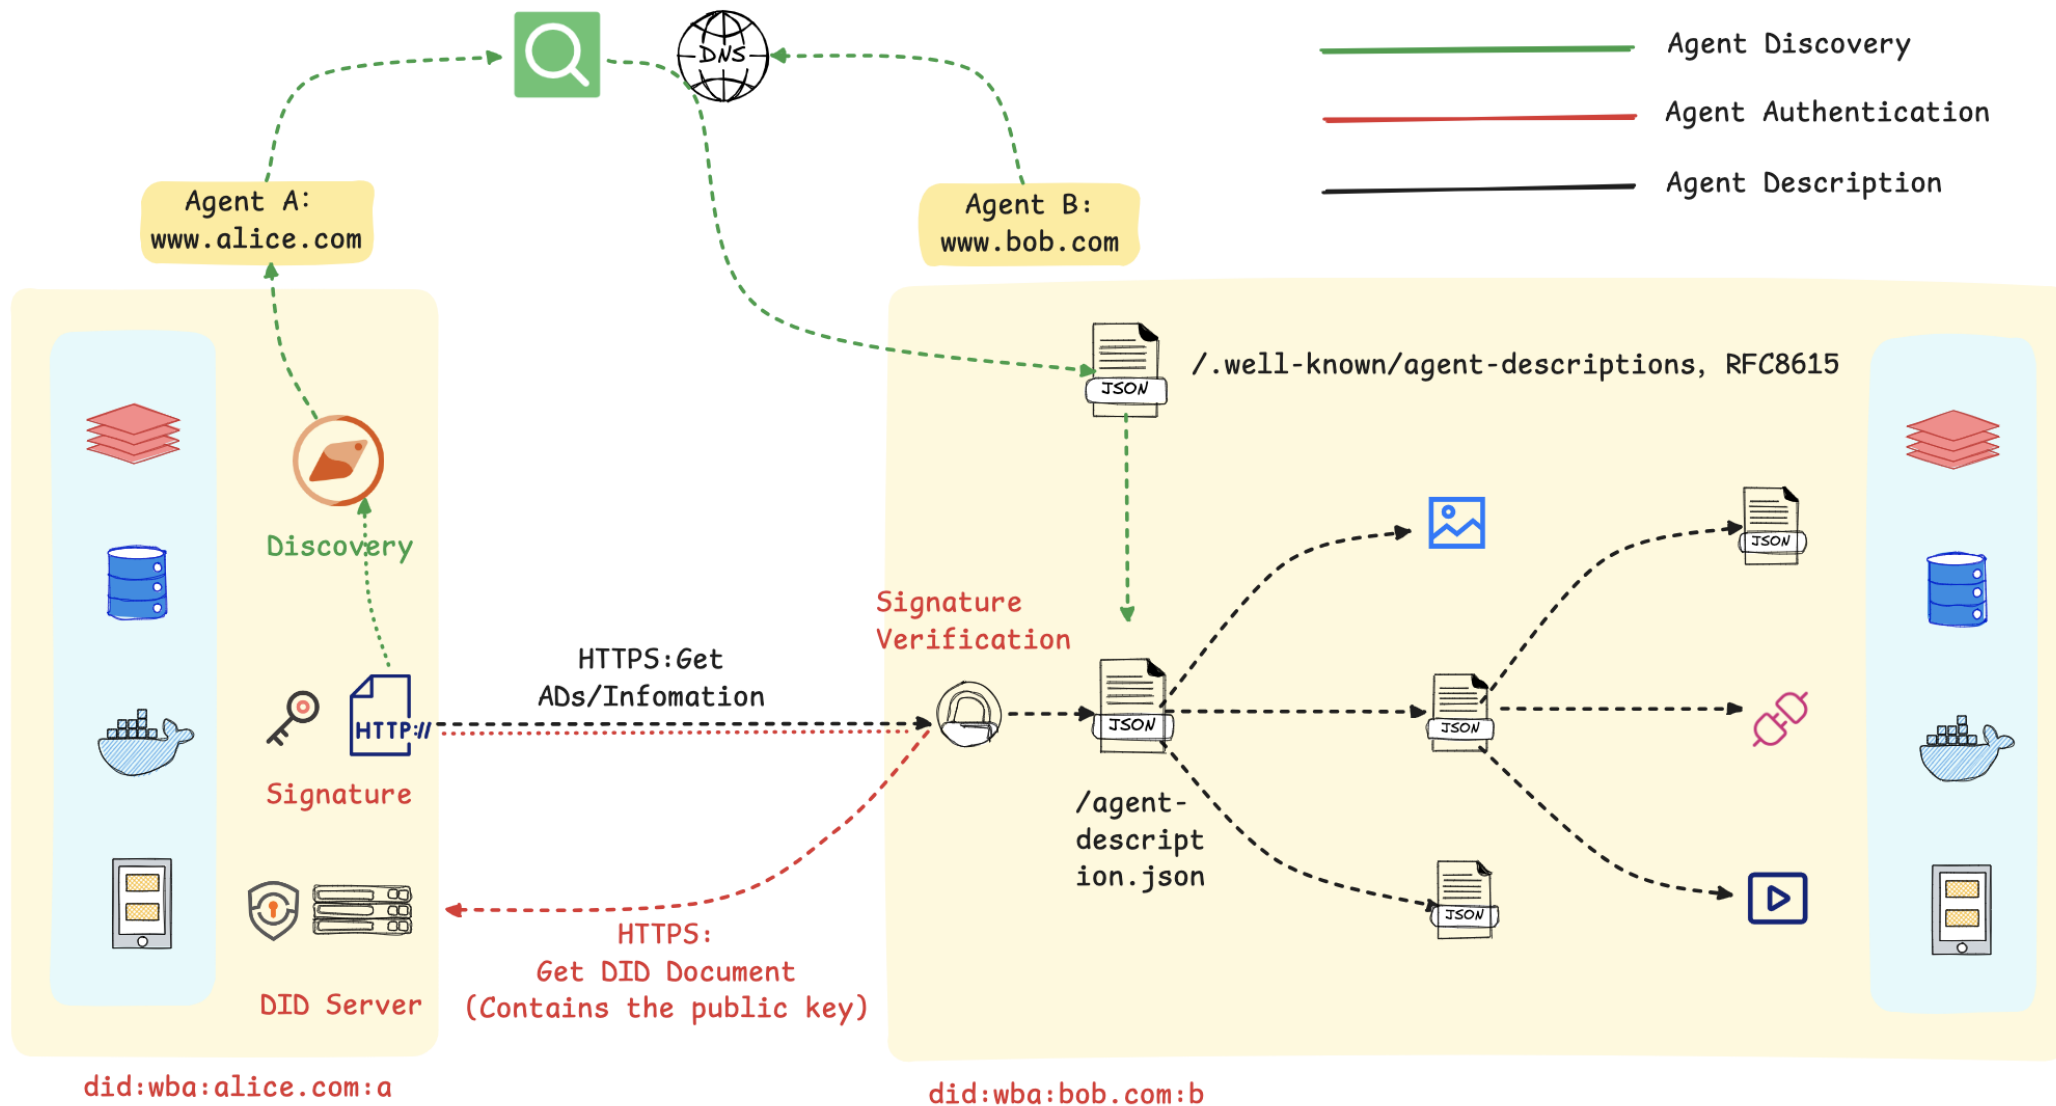 DNS
Agent Discovery
Agent Authentication
Agent Description
Agent A:
www.alice.com
Agent B:
www.bob.com
JSON
/.well-known/agent-descriptions, RFC8615
Discovery
JSON
Signature
Verification
HTTPS:Get
ADs/Infomation
HTTP://
JSON
JSON
Signature
/agent-
descript
ion.json
JSON
HTTPS:
Get DID Document
(Contains the public key)
DID Server
did:wba:alice.com:a
did:wba:bob.com:b